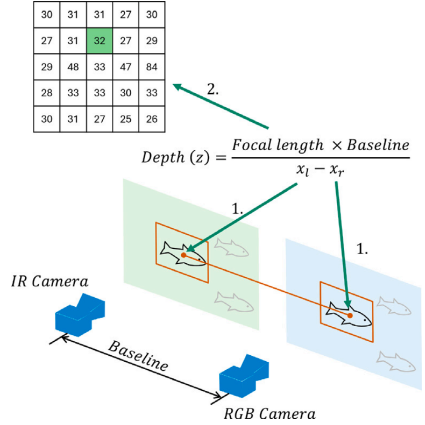 30 31 31 27 30
27 31 32 27 29
29 48 33 47 84
28 33 33 30 33
30 31 27 25 26
2.
Depth (z) = Focal length × Baseline
x_l − x_r
1.
1.
IR Camera
Baseline
RGB Camera